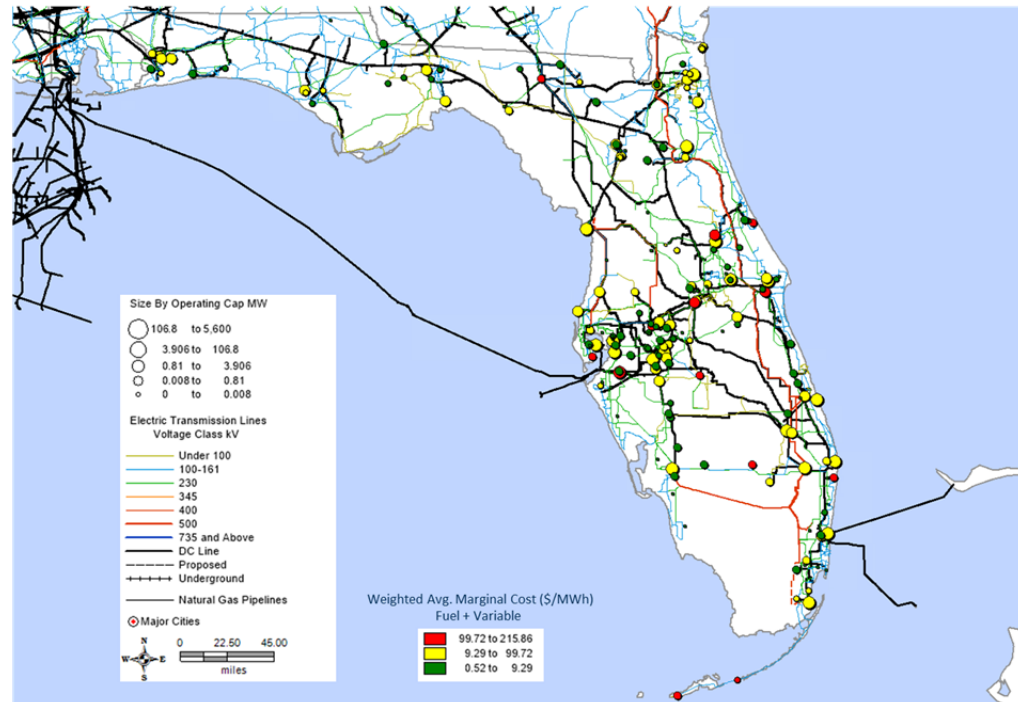 Size By Operating Cap MW
106.8 to 5,600
3.906 to 106.8
0.81 to 3.906
0.008 to 0.81
0 to 0.008
Electric Transmission Lines
Voltage Class kV
Under 100
100-161
230
345
400
500
735 and Above
DC Line
Proposed
Underground
Natural Gas Pipelines
Major Cities
N
W E
S
0 22.50 45.00
miles
Weighted Avg. Marginal Cost ($/MWh)
Fuel + Variable
99.72 to 215.86
9.29 to 99.72
0.52 to 9.29